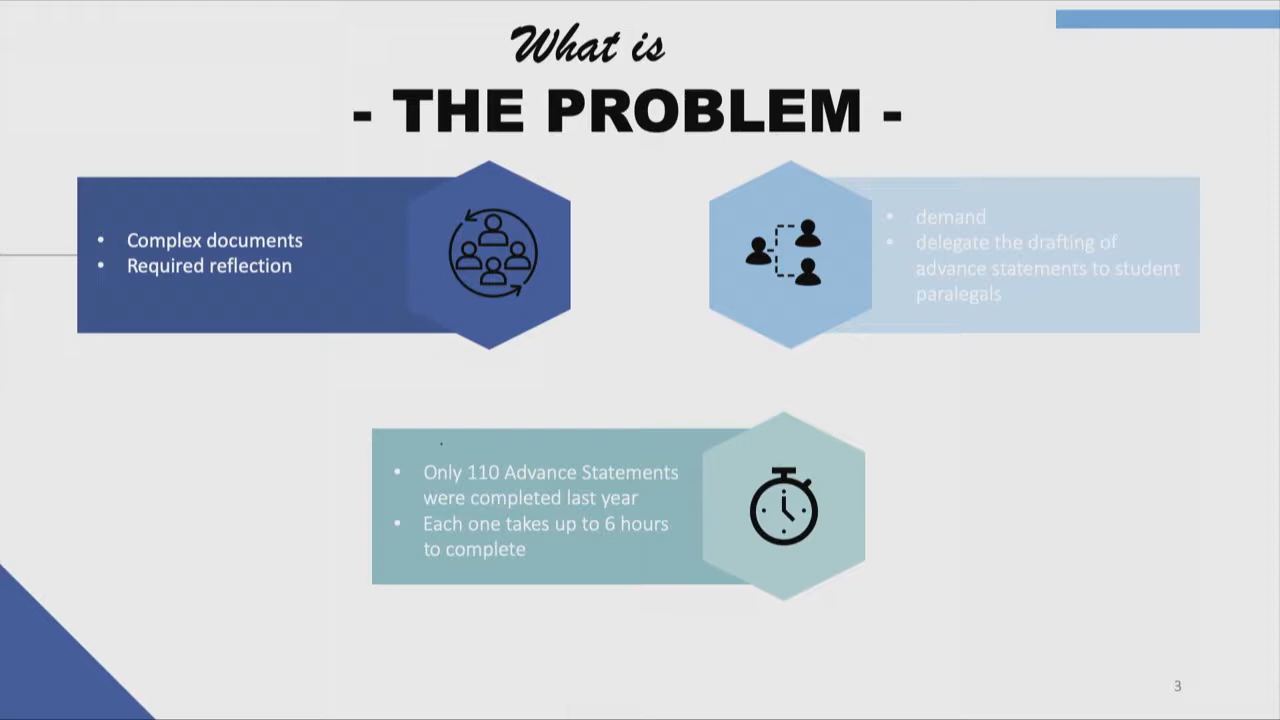 What is
- THE PROBLEM -
• Complex documents
• Required reflection
• demand
• delegate the drafting of
advance statements to student
paralegals
• Only 110 Advance Statements
were completed last year
• Each one takes up to 6 hours
to complete
3